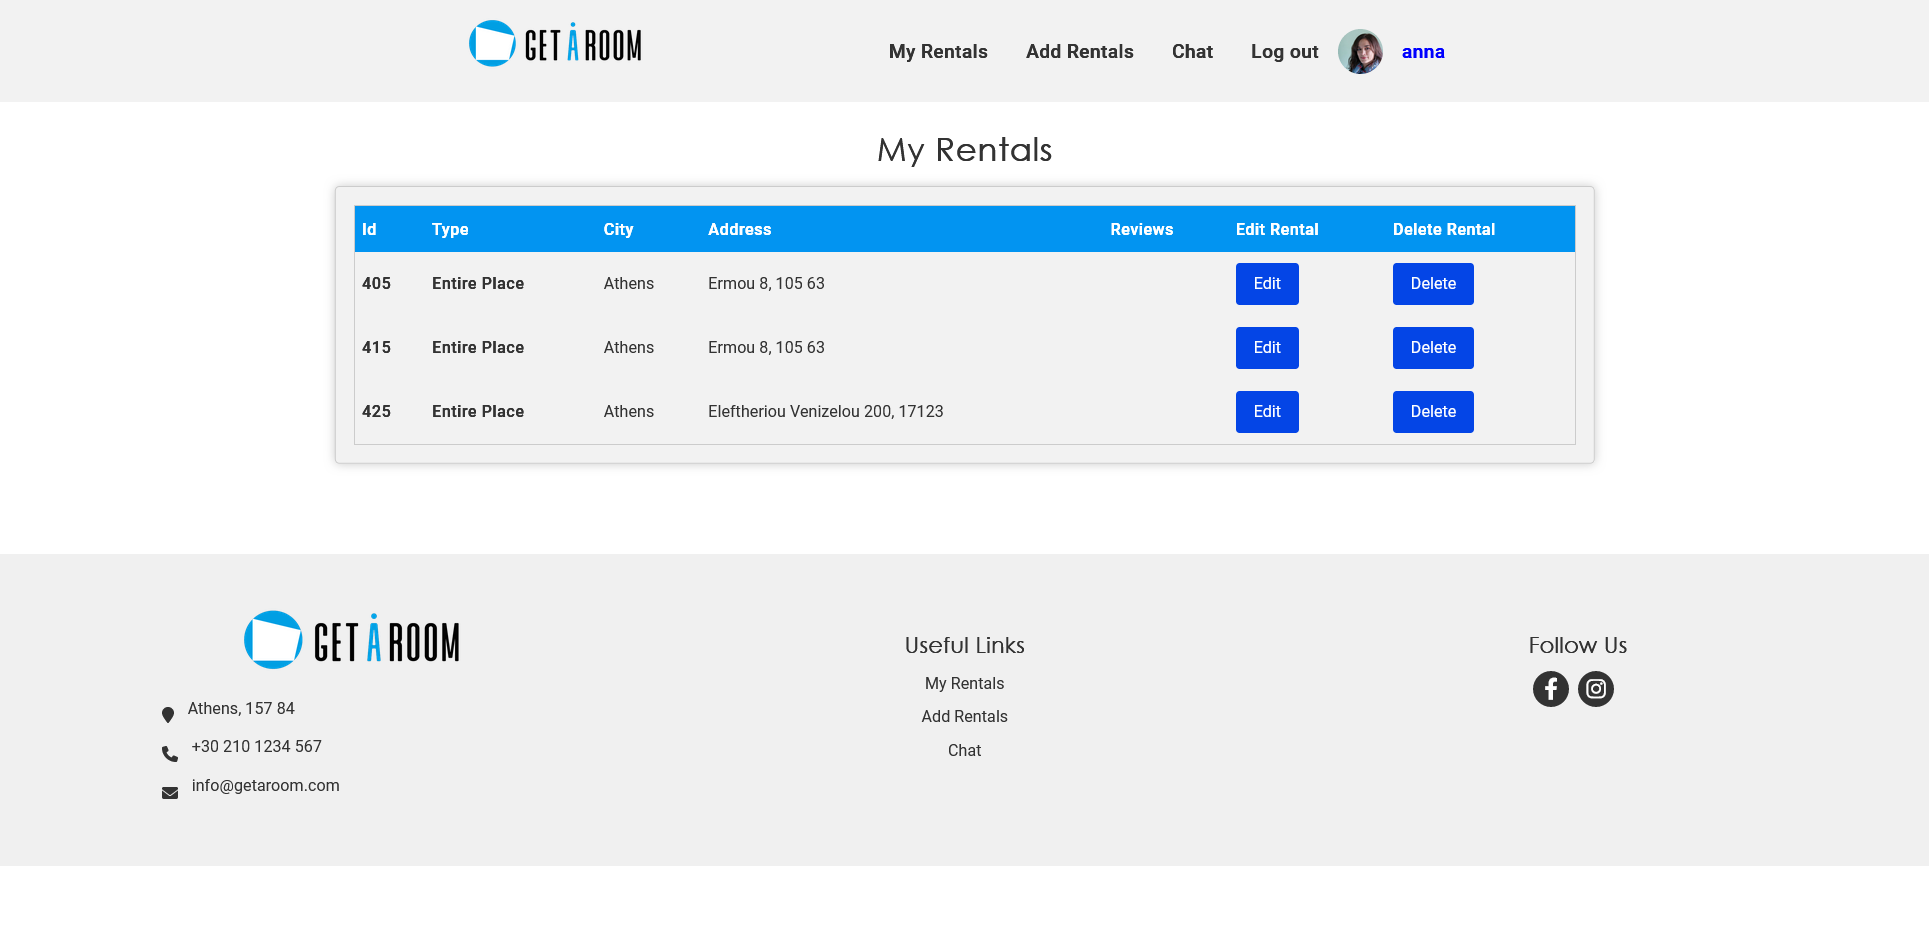 GET A ROOM
My Rentals Add Rentals Chat Log out anna
My Rentals
Id Type City Address Reviews Edit Rental Delete Rental
405 Entire Place Athens Ermou 8, 105 63 Edit Delete
415 Entire Place Athens Ermou 8, 105 63 Edit Delete
425 Entire Place Athens Eleftheriou Venizelou 200, 17123 Edit Delete
GET A ROOM
Athens, 157 84
+30 210 1234 567
info@getaroom.com
Useful Links
My Rentals
Add Rentals
Chat
Follow Us